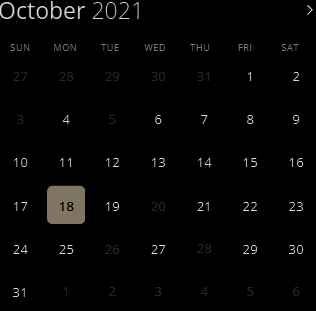 October 2021
SUN MON TUE WED THU FRI SAT
27 28 29 30 31 1 2
3 4 5 6 7 8 9
10 11 12 13 14 15 16
17 18 19 20 21 22 23
24 25 26 27 28 29 30
31 1 2 3 4 5 6